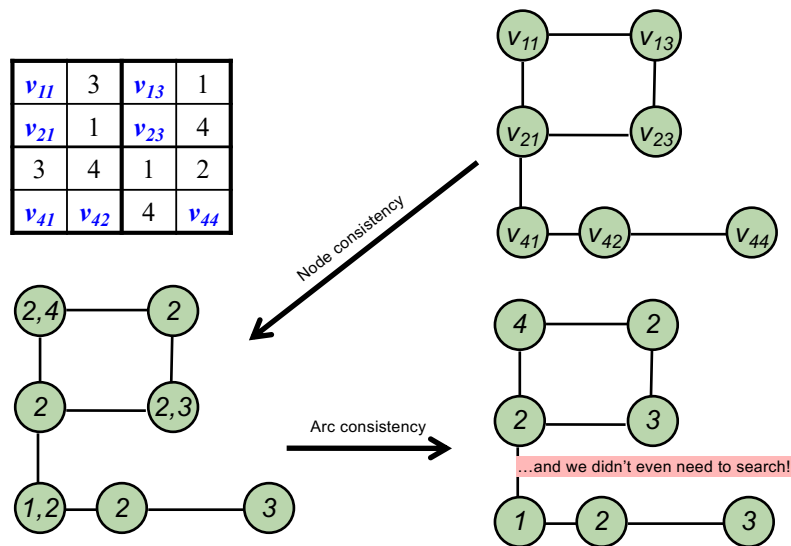 v11 3 v13 1
v21 1 v23 4
3 4 1 2
v41 v42 4 v44
v11 v13
v21 v23
v41 v42 v44
Node consistency
2,4 2
2 2,3
1,2 2 3
Arc consistency
4 2
2 3
…and we didn't even need to search!
1 2 3